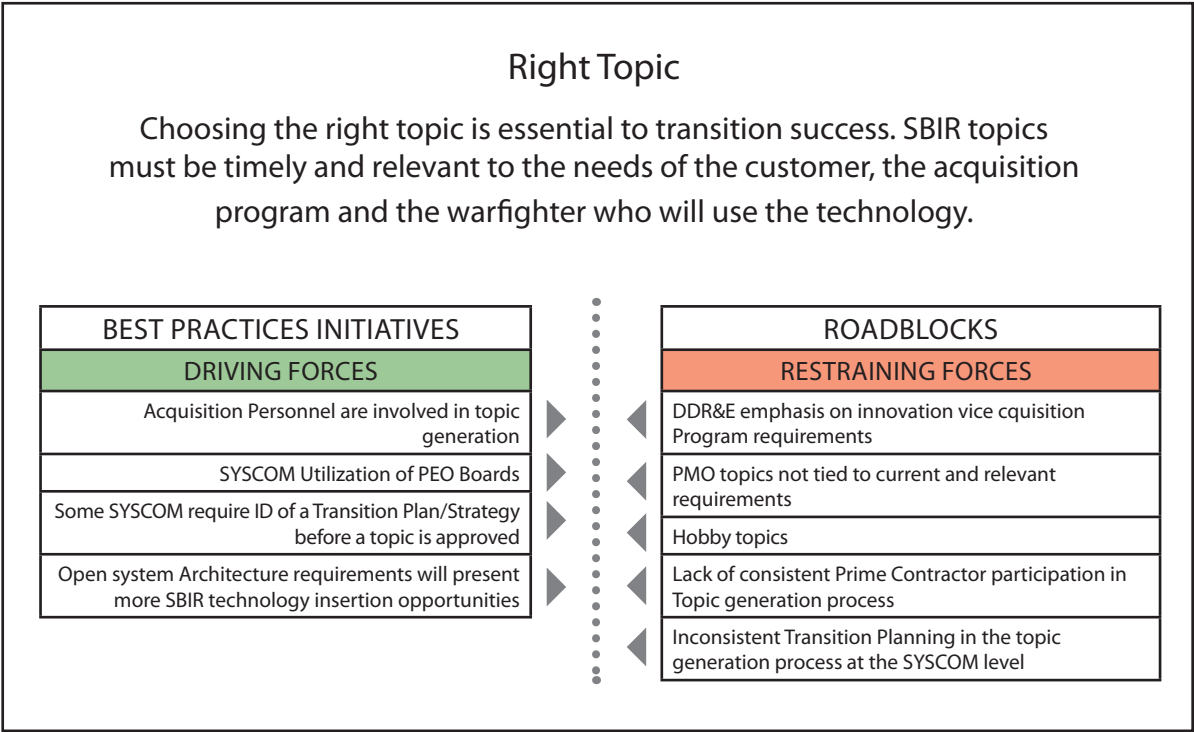 Right Topic
Choosing the right topic is essential to transition success. SBIR topics
must be timely and relevant to the needs of the customer, the acquisition
program and the warfighter who will use the technology.
BEST PRACTICES INITIATIVES
DRIVING FORCES
Acquisition Personnel are involved in topic
generation
SYSCOM Utilization of PEO Boards
Some SYSCOM require ID of a Transition Plan/Strategy
before a topic is approved
Open system Architecture requirements will present
more SBIR technology insertion opportunities
ROADBLOCKS
RESTRAINING FORCES
DDR&E emphasis on innovation vice cquisition
Program requirements
PMO topics not tied to current and relevant
requirements
Hobby topics
Lack of consistent Prime Contractor participation in
Topic generation process
Inconsistent Transition Planning in the topic
generation process at the SYSCOM level